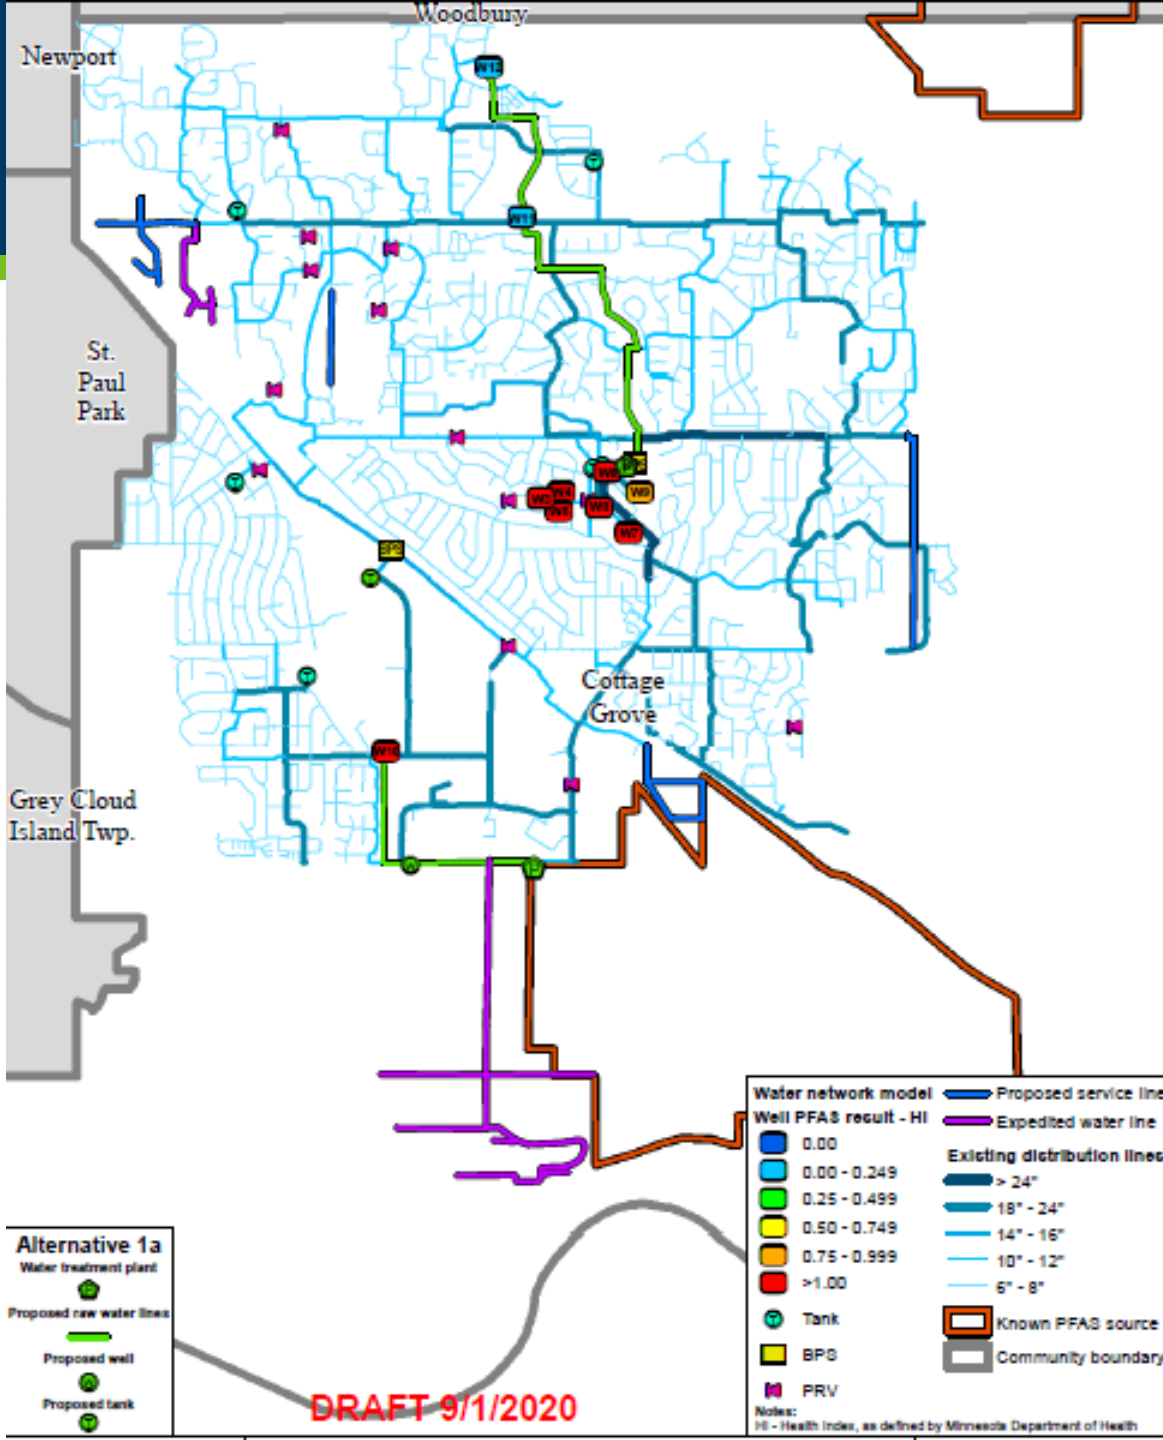 Woodbury
Newport
W12
W11
St.
Paul
Park
W4
W3
W5
W9
W7
BPS
Cottage
Grove
W10
Grey Cloud
Island Twp.
Water network model
Well PFAS result - HI
0.00
0.00 - 0.249
0.25 - 0.499
0.50 - 0.749
0.75 - 0.999
>1.00
Tank
BPS
PRV
Notes:
HI - Health Index, as defined by Minnesota Department of Health
Proposed service line
Expedited water line
Existing distribution lines
> 24"
18" - 24"
14" - 16"
10" - 12"
6" - 8"
Known PFAS source
Community boundary
Alternative 1a
Water treatment plant
Proposed raw water lines
Proposed well
Proposed tank
DRAFT 9/1/2020